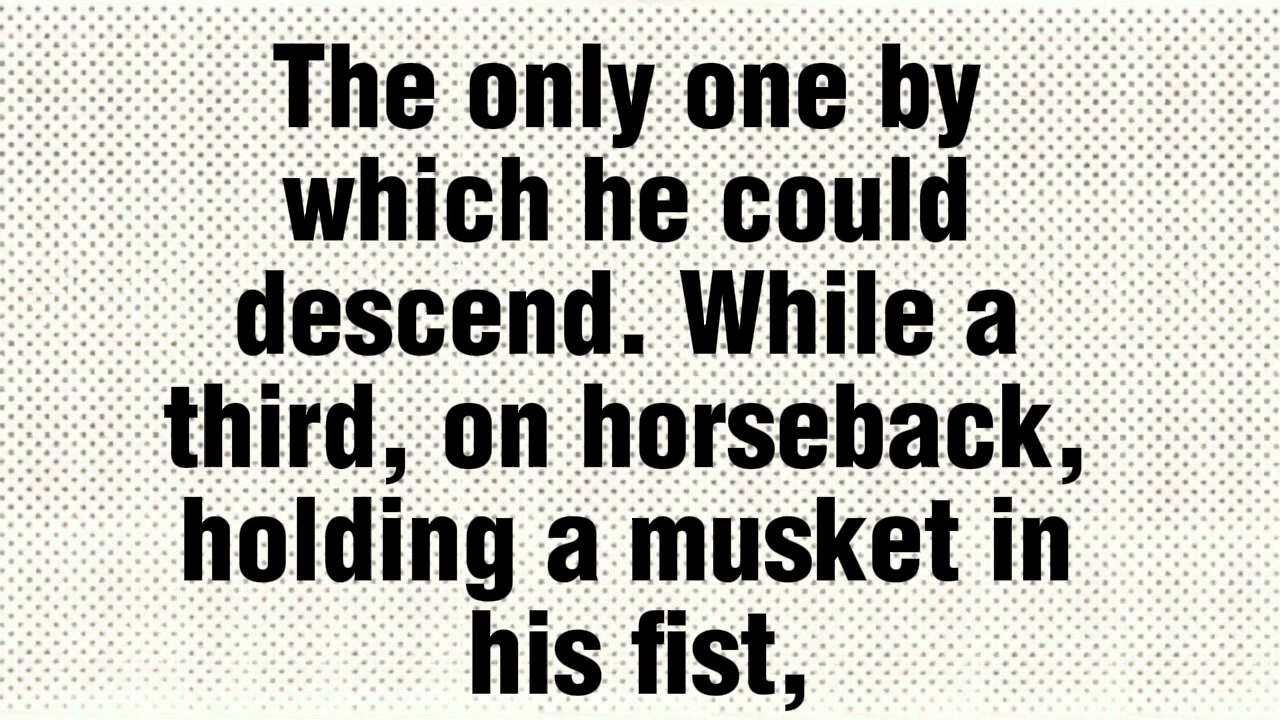 The only one by
which he could
descend. While a
third, on horseback,
holding a musket in
his fist,